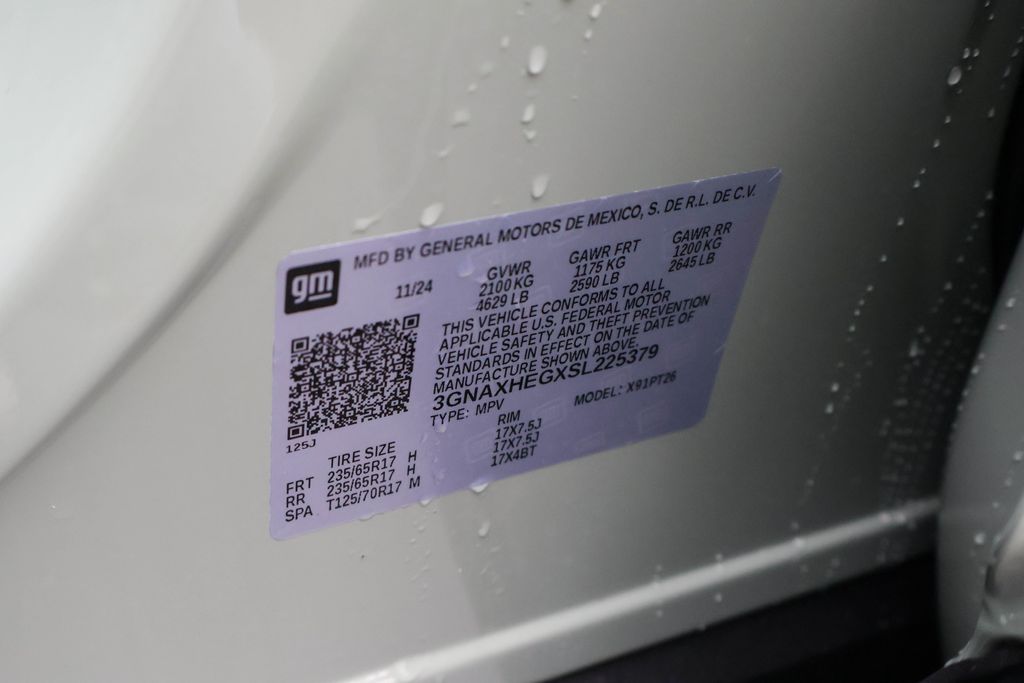 gm
MFD BY GENERAL MOTORS DE MEXICO, S. DE R.L. DE C.V.
11/24
GVWR
2100 KG
4629 LB
GAWR FRT
1175 KG
2590 LB
GAWR RR
1200 KG
2645 LB
THIS VEHICLE CONFORMS TO ALL
APPLICABLE U.S. FEDERAL MOTOR
VEHICLE SAFETY AND THEFT PREVENTION
STANDARDS IN EFFECT ON THE DATE OF
MANUFACTURE SHOWN ABOVE.
3GNAXHEGXSL225379
TYPE: MPV
MODEL: X91PT26
125J
TIRE SIZE RIM
FRT 235/65R17 H 17X7.5J
RR 235/65R17 H 17X7.5J
SPA T125/70R17 M 17X4BT